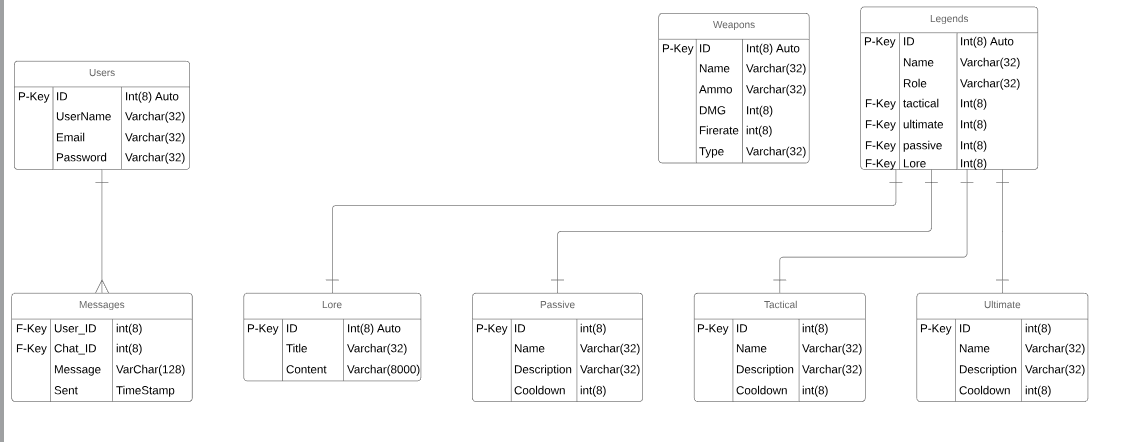 Users
P-Key ID Int(8) Auto
UserName Varchar(32)
Email Varchar(32)
Password Varchar(32)
Weapons
P-Key ID Int(8) Auto
Name Varchar(32)
Ammo Varchar(32)
DMG Int(8)
Firerate int(8)
Type Varchar(32)
Legends
P-Key ID Int(8) Auto
Name Varchar(32)
Role Varchar(32)
F-Key tactical Int(8)
F-Key ultimate Int(8)
F-Key passive Int(8)
F-Key Lore Int(8)
Messages
F-Key User_ID int(8)
F-Key Chat_ID int(8)
Message VarChar(128)
Sent TimeStamp
Lore
P-Key ID Int(8) Auto
Title Varchar(32)
Content Varchar(8000)
Passive
P-Key ID int(8)
Name Varchar(32)
Description Varchar(32)
Cooldown int(8)
Tactical
P-Key ID int(8)
Name Varchar(32)
Description Varchar(32)
Cooldown int(8)
Ultimate
P-Key ID int(8)
Name Varchar(32)
Description Varchar(32)
Cooldown int(8)